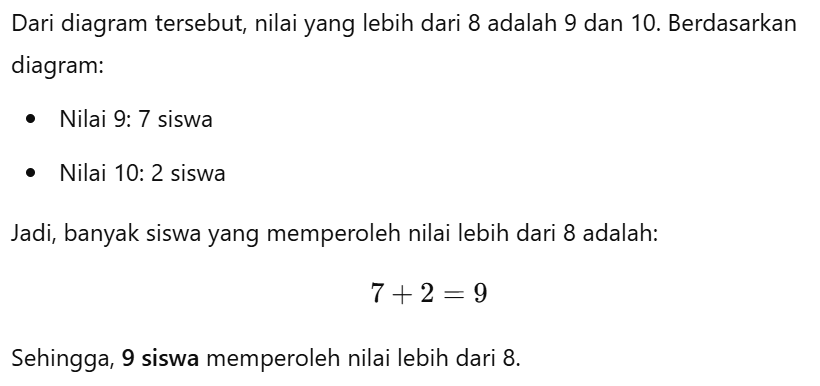 Dari diagram tersebut, nilai yang lebih dari 8 adalah 9 dan 10. Berdasarkan
diagram:
• Nilai 9: 7 siswa
• Nilai 10: 2 siswa
Jadi, banyak siswa yang memperoleh nilai lebih dari 8 adalah:
7 + 2 = 9
Sehingga, 9 siswa memperoleh nilai lebih dari 8.